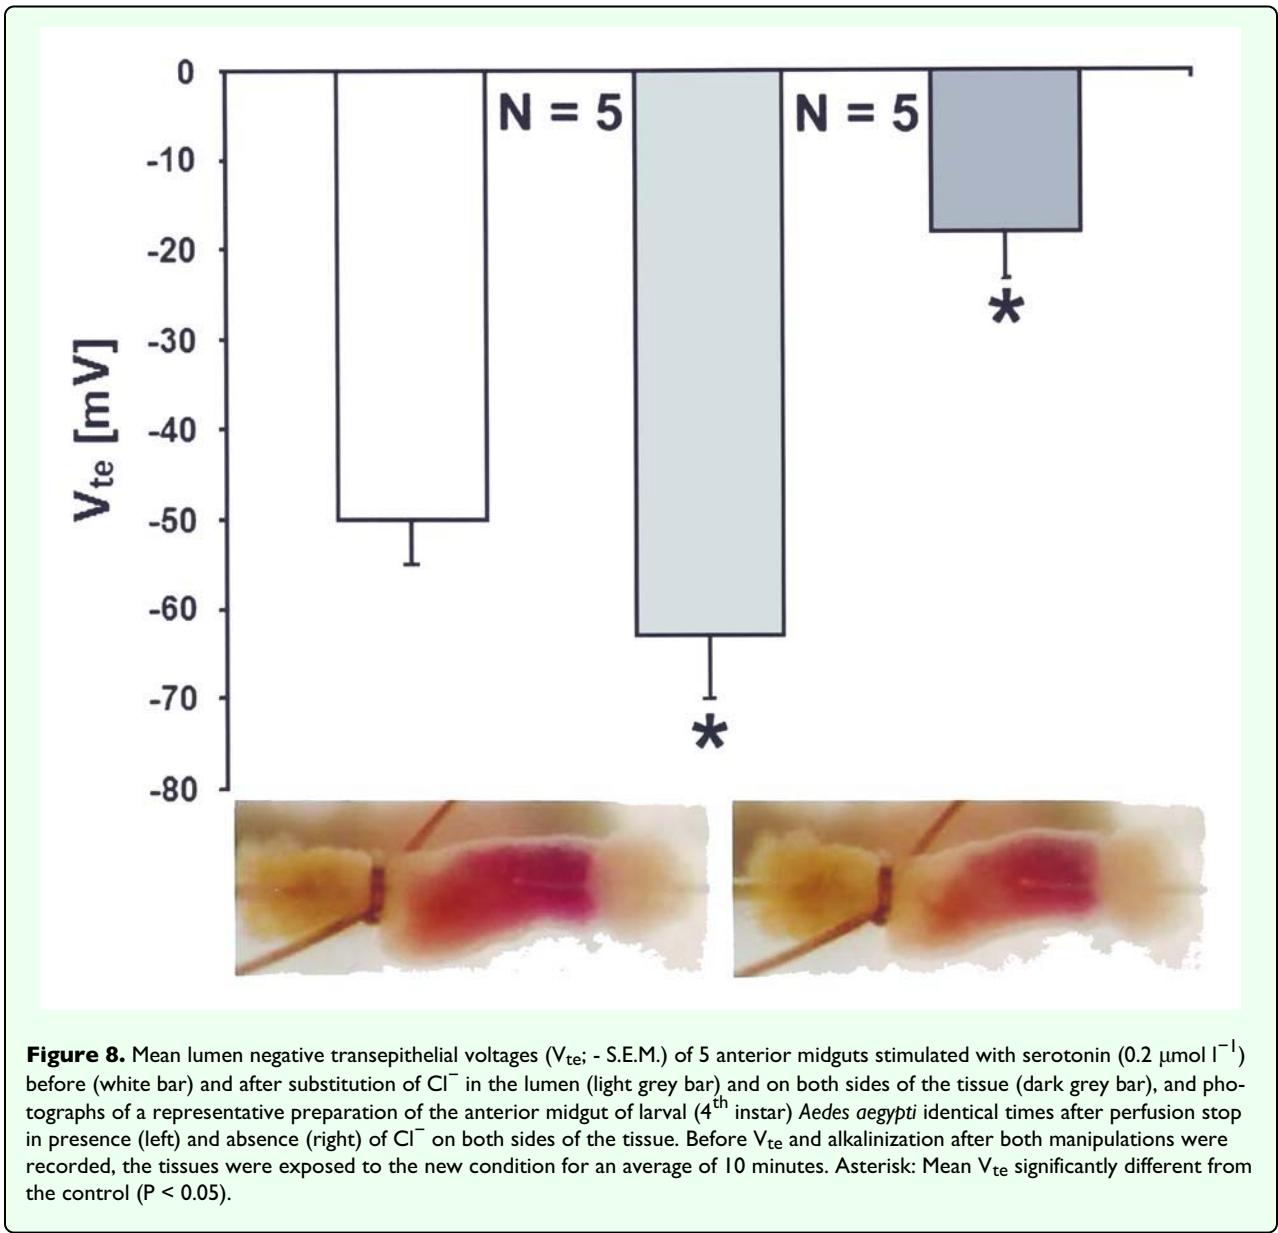 0
N = 5
N = 5
-10
-20
*
-30
-40
-50
-60
-70
*
-80
Vte [mV]
Figure 8. Mean lumen negative transepithelial voltages (Vte; - S.E.M.) of 5 anterior midguts stimulated with serotonin (0.2 μmol l−1)
before (white bar) and after substitution of Cl− in the lumen (light grey bar) and on both sides of the tissue (dark grey bar), and pho-
tographs of a representative preparation of the anterior midgut of larval (4th instar) Aedes aegypti identical times after perfusion stop
in presence (left) and absence (right) of Cl− on both sides of the tissue. Before Vte and alkalinization after both manipulations were
recorded, the tissues were exposed to the new condition for an average of 10 minutes. Asterisk: Mean Vte significantly different from
the control (P < 0.05).